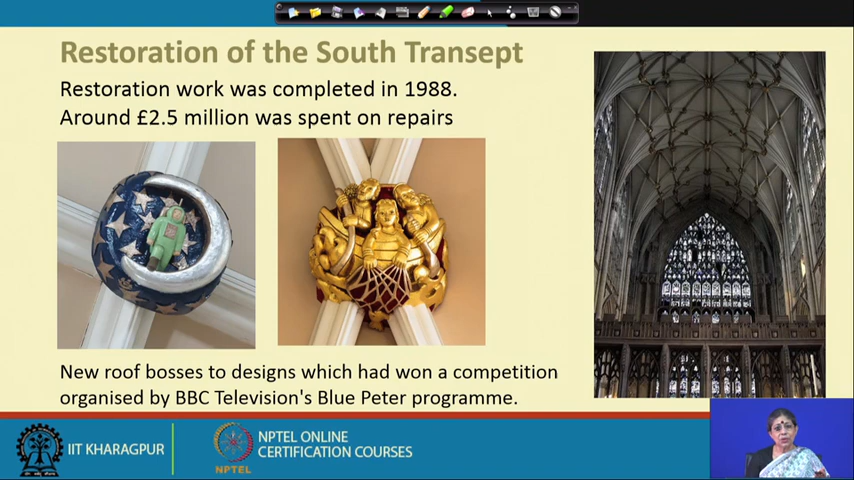 Restoration of the South Transept
Restoration work was completed in 1988.
Around £2.5 million was spent on repairs
New roof bosses to designs which had won a competition
organised by BBC Television's Blue Peter programme.
IIT KHARAGPUR
NPTEL
NPTEL ONLINE
CERTIFICATION COURSES